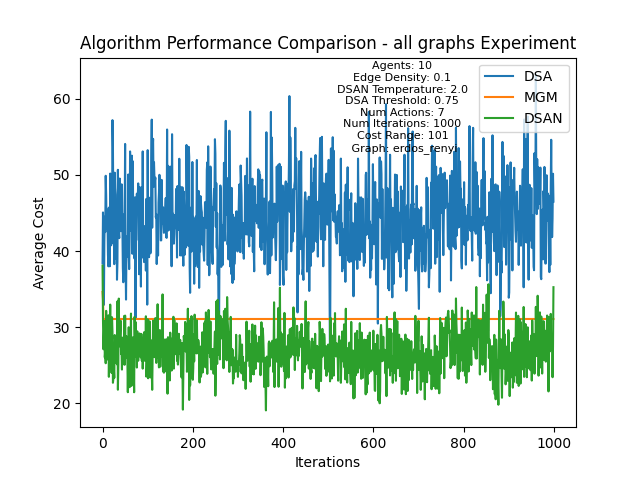 Algorithm Performance Comparison - all graphs Experiment
Agents: 10
Edge Density: 0.1
DSAN Temperature: 2.0
DSA Threshold: 0.75
Num Actions: 7
Num Iterations: 1000
Cost Range: 101
Graph: erdos_renyi
DSA
MGM
DSAN
60
50
40
30
20
Average Cost
0
200
400
600
800
1000
Iterations